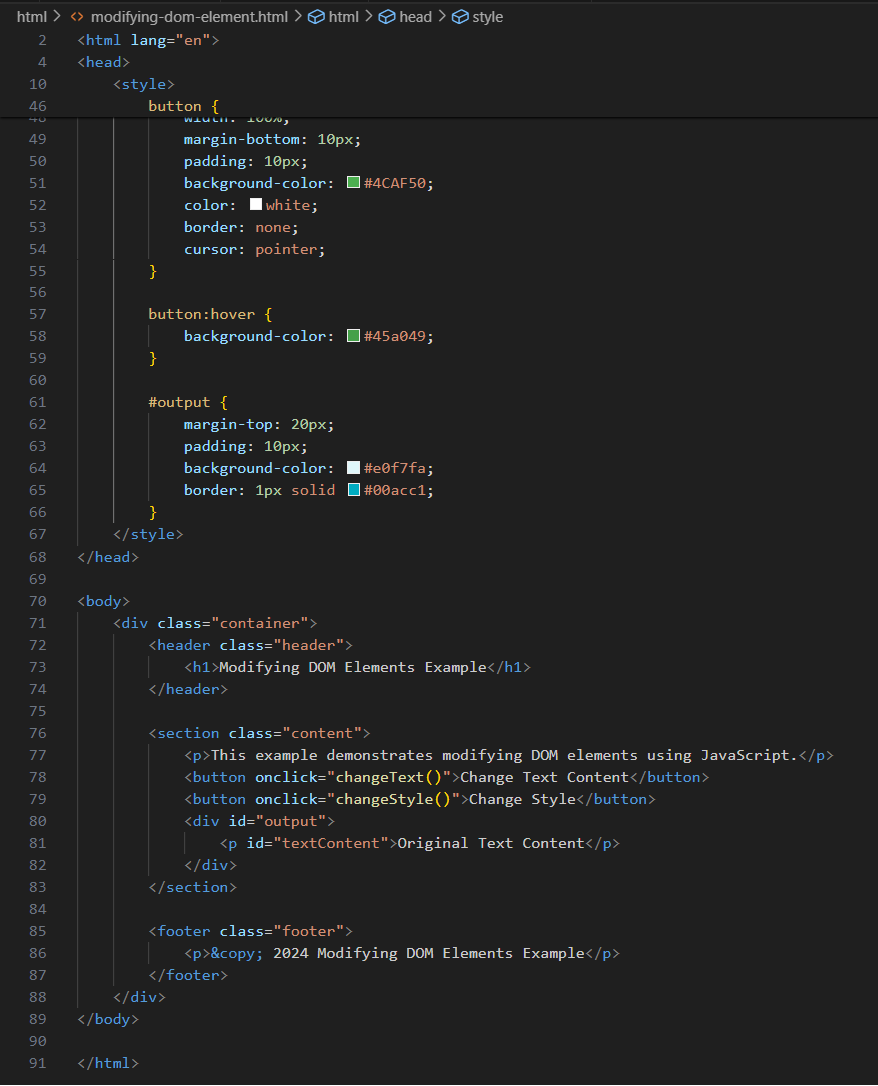 html > modifying-dom-element.html > html > head > style
2 <html lang="en">
4 <head>
10 <style>
46 button {
48 width: 100%;
49 margin-bottom: 10px;
50 padding: 10px;
51 background-color: #4CAF50;
52 color: white;
53 border: none;
54 cursor: pointer;
55 }
56
57 button:hover {
58 background-color: #45a049;
59 }
60
61 #output {
62 margin-top: 20px;
63 padding: 10px;
64 background-color: #e0f7fa;
65 border: 1px solid #00acc1;
66 }
67 </style>
68 </head>
69
70 <body>
71 <div class="container">
72 <header class="header">
73 <h1>Modifying DOM Elements Example</h1>
74 </header>
75
76 <section class="content">
77 <p>This example demonstrates modifying DOM elements using JavaScript.</p>
78 <button onclick="changeText()">Change Text Content</button>
79 <button onclick="changeStyle()">Change Style</button>
80 <div id="output">
81 <p id="textContent">Original Text Content</p>
82 </div>
83 </section>
84
85 <footer class="footer">
86 <p>&copy; 2024 Modifying DOM Elements Example</p>
87 </footer>
88 </div>
89 </body>
90
91 </html>